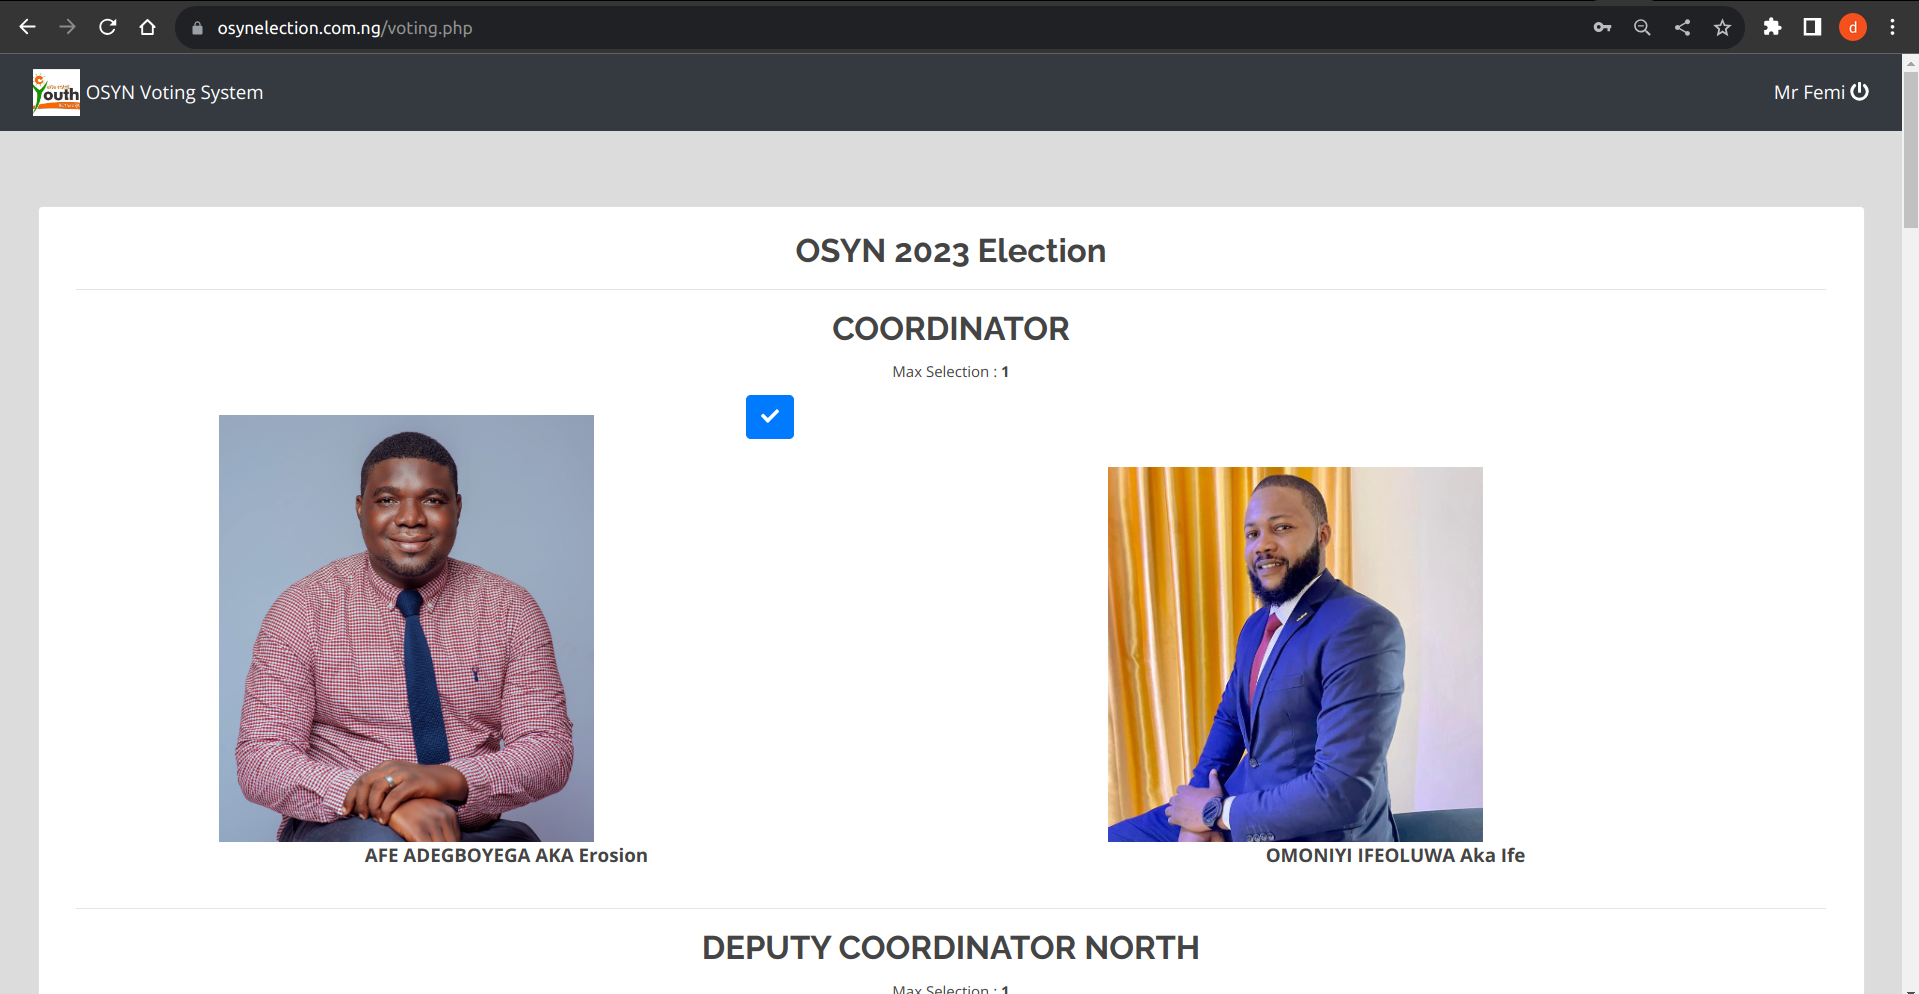 osynelection.com.ng/voting.php
d
outh
OSYN Voting System
Mr Femi
OSYN 2023 Election
COORDINATOR
Max Selection : 1
AFE ADEGBOYEGA AKA Erosion
OMONIYI IFEOLUWA Aka Ife
DEPUTY COORDINATOR NORTH
Max Selection : 1